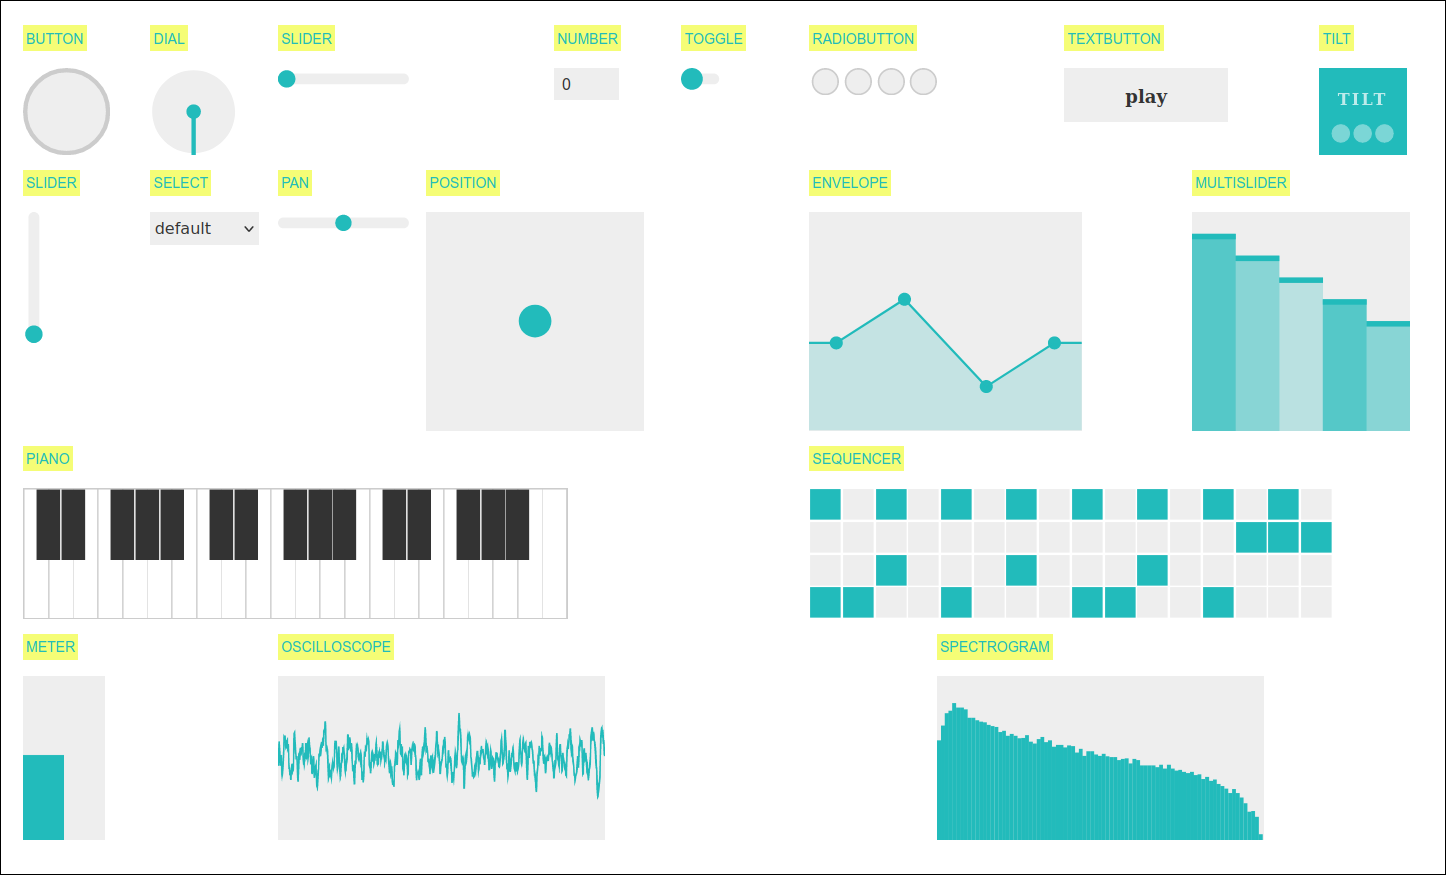 BUTTON
DIAL
SLIDER
NUMBER
TOGGLE
RADIOBUTTON
TEXTBUTTON
TILT
0
play
TILT
SLIDER
SELECT
PAN
POSITION
ENVELOPE
MULTISLIDER
default
PIANO
SEQUENCER
METER
OSCILLOSCOPE
SPECTROGRAM